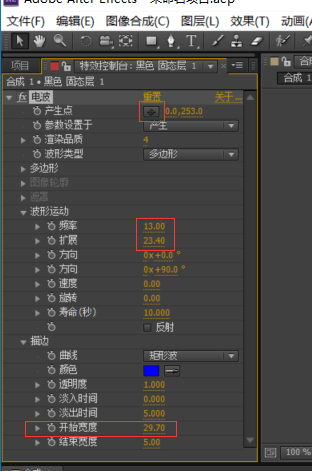 Adobe After Effects - 未命名项目.aep
文件(F) 编辑(E) 图像合成(C) 图层(L) 效果(T) 动画(A
项目 特效控制台: 黑色 固态层 1
合成 1 • 黑色 固态层 1
合成
合成 1
fx 电波 重置 关于...
产生点 0.0,253.0
参数设置于 产生
渲染品质 4
波形类型 多边形
多边形
图像轮廓
遮罩
波形运动
频率 13.00
扩展 23.40
方向 0x+0.0°
方向 0x+90.0°
速度 0.00
旋转 0.00
寿命(秒) 10.000
反射
描边
曲线 矩形波
颜色
透明度 1.000
淡入时间 0.000
淡出时间 5.000
开始宽度 29.70
结束宽度 5.00
100 %